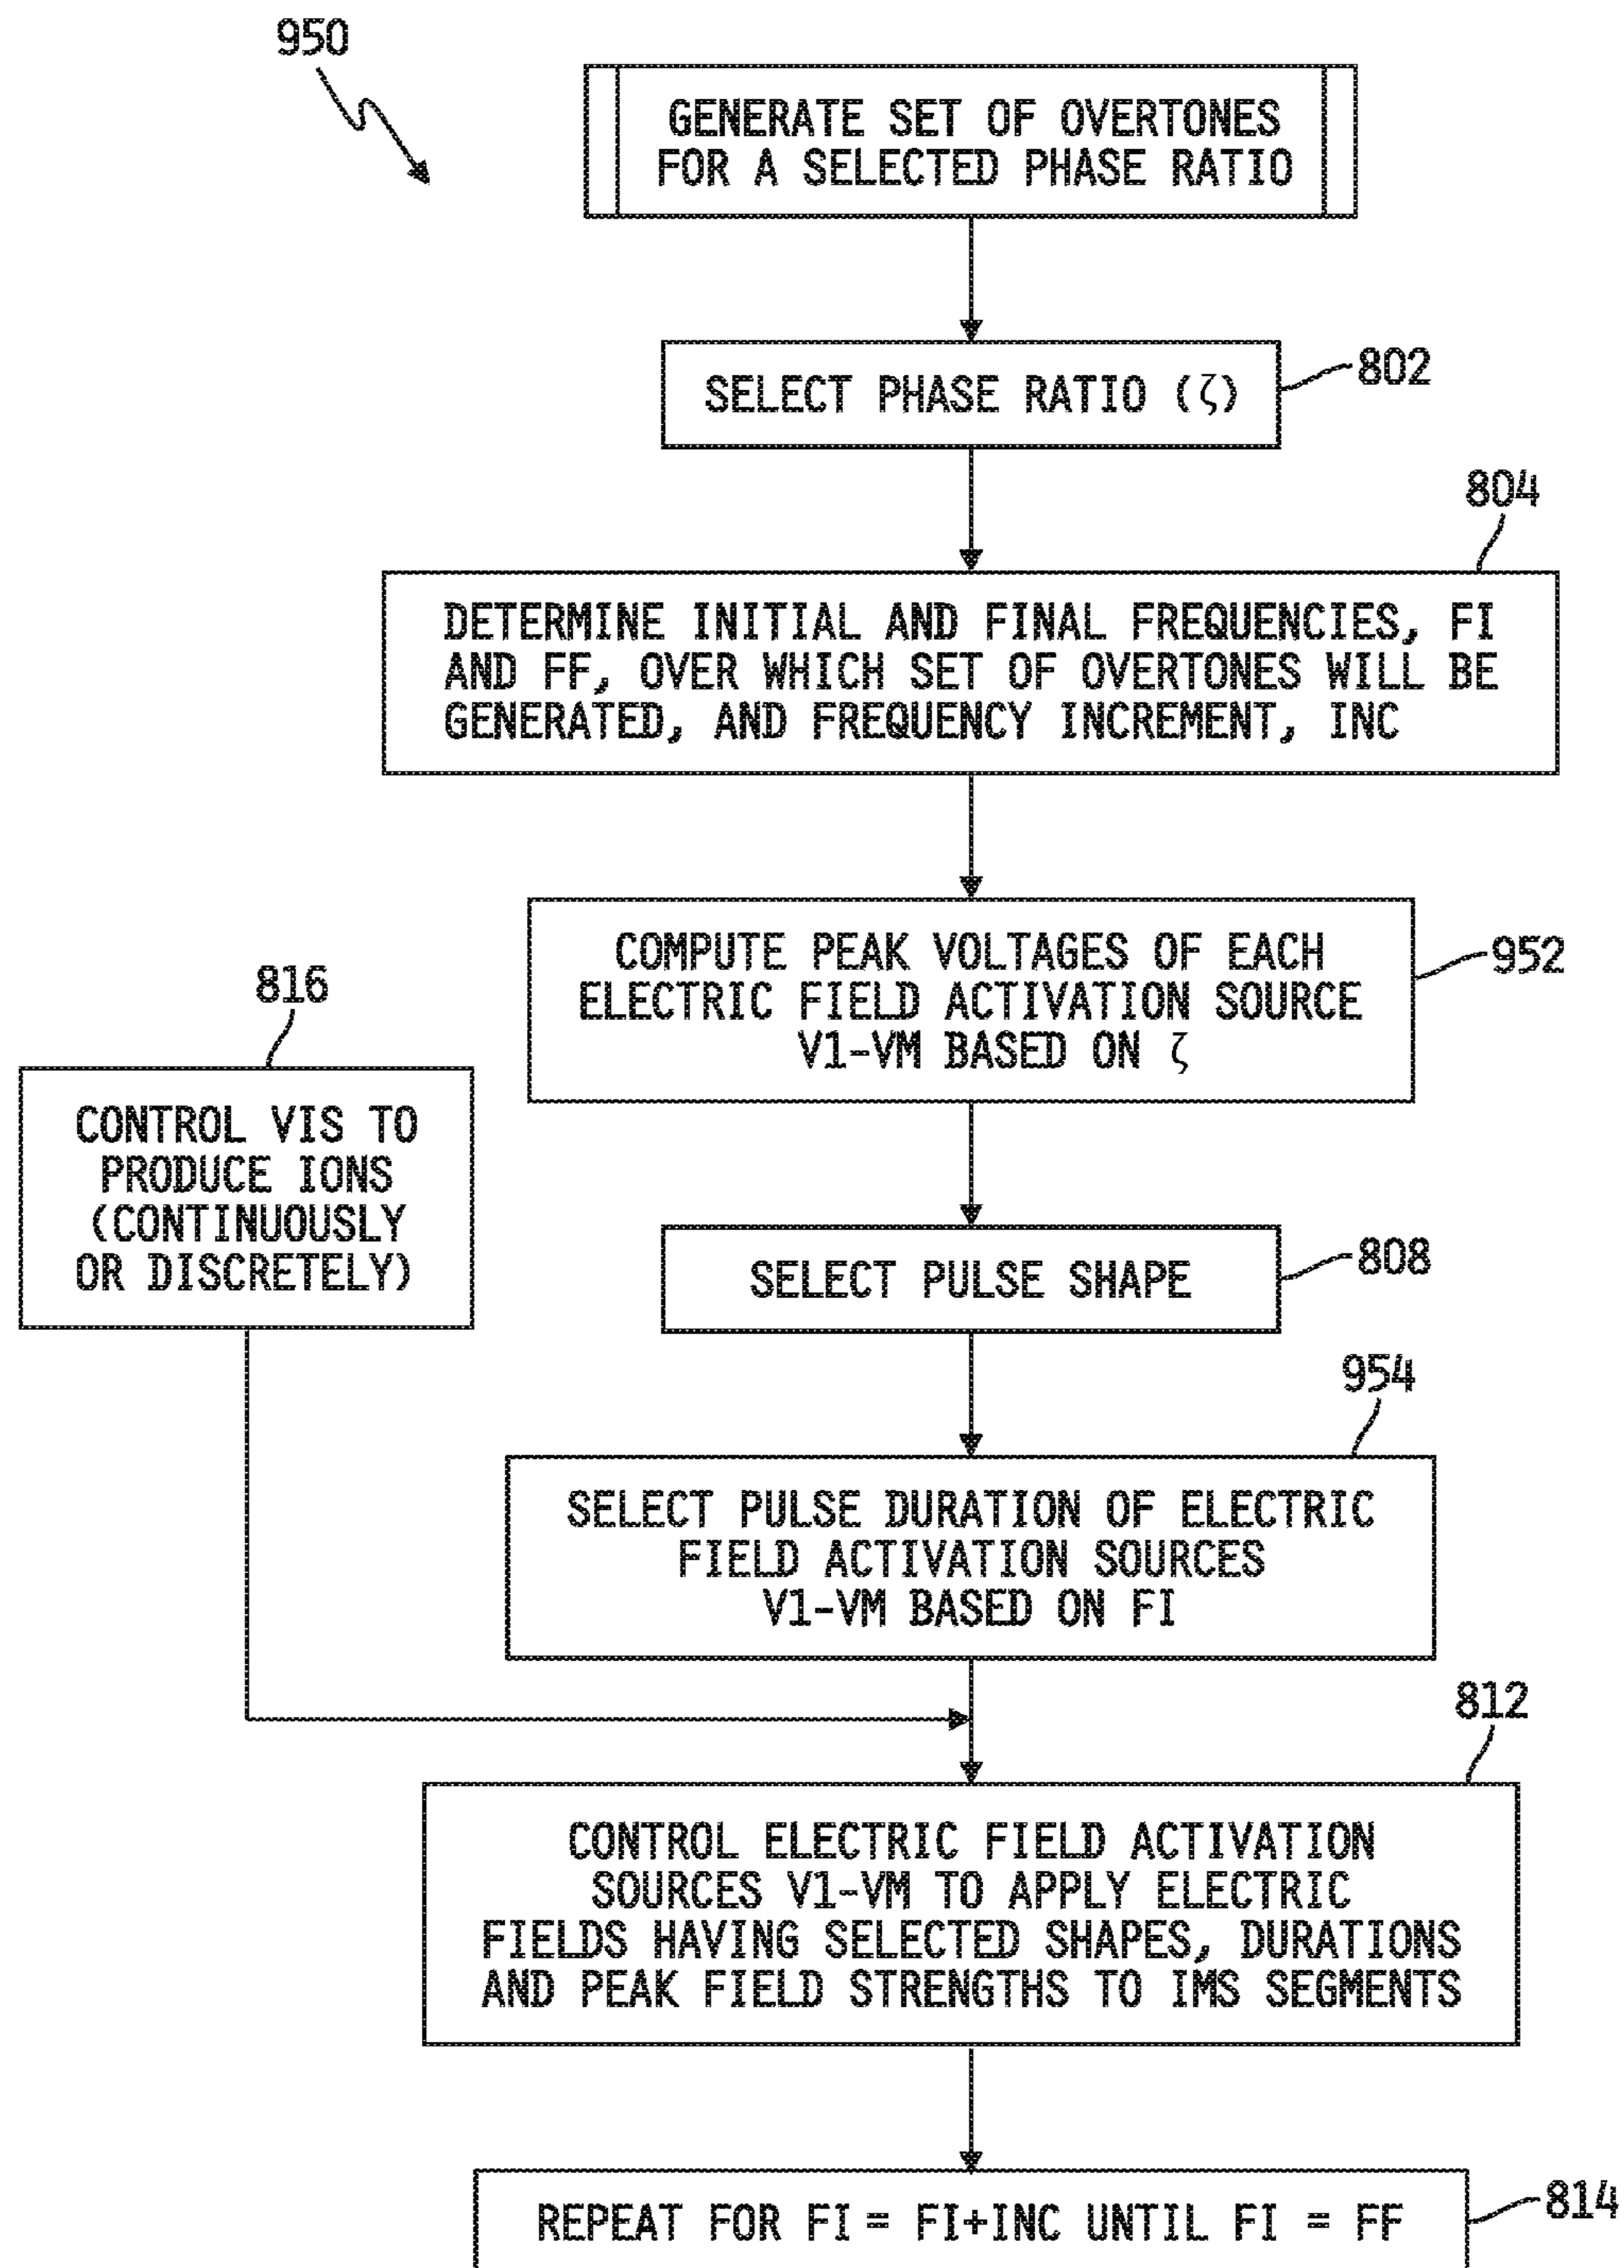 950
GENERATE SET OF OVERTONES
FOR A SELECTED PHASE RATIO
SELECT PHASE RATIO (ζ)
802
804
DETERMINE INITIAL AND FINAL FREQUENCIES, FI
AND FF, OVER WHICH SET OF OVERTONES WILL BE
GENERATED, AND FREQUENCY INCREMENT, INC
COMPUTE PEAK VOLTAGES OF EACH
ELECTRIC FIELD ACTIVATION SOURCE
V1-VM BASED ON ζ
952
816
CONTROL VIS TO
PRODUCE IONS
(CONTINUOUSLY
OR DISCRETELY)
SELECT PULSE SHAPE
808
954
SELECT PULSE DURATION OF ELECTRIC
FIELD ACTIVATION SOURCES
V1-VM BASED ON FI
812
CONTROL ELECTRIC FIELD ACTIVATION
SOURCES V1-VM TO APPLY ELECTRIC
FIELDS HAVING SELECTED SHAPES, DURATIONS
AND PEAK FIELD STRENGTHS TO IMS SEGMENTS
REPEAT FOR FI = FI+INC UNTIL FI = FF
814